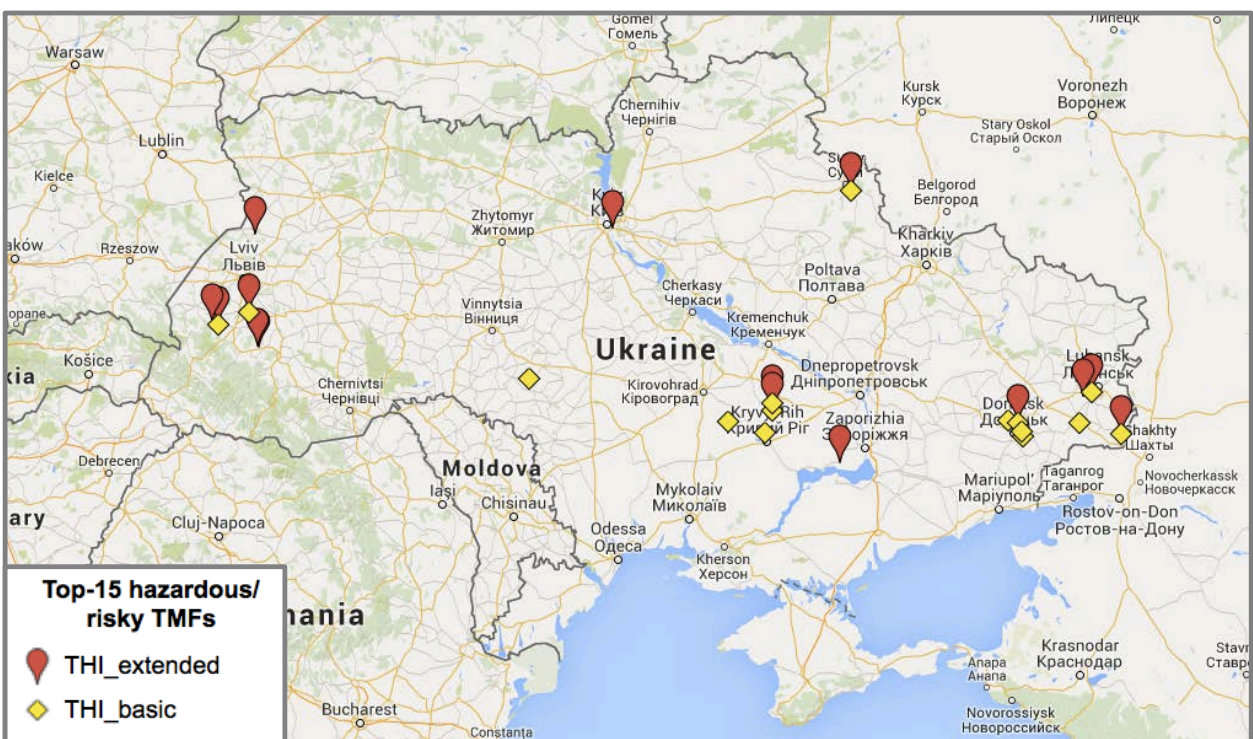 Gomel
Гомель
Липецк
Warsaw
Chernihiv
Чернігів
Kursk
Курск
Voronezh
Воронеж
Stary Oskol
Старый Оскол
Lublin
Kielce
Belgorod
Белгород
Zhytomyr
Житомир
Rzeszow
Lviv
Львів
Kharkiv
Харків
Poltava
Полтава
Cherkasy
Черкаси
Vinnytsia
Вінниця
Kremenchuk
Кременчук
Ukraine
Košice
Chernivtsi
Чернівці
Kirovohrad
Кіровоград
Dnepropetrovsk
Дніпропетровськ
Zaporizhia
Shakhty
Шахты
Debrecen
Moldova
Iași
Chisinau
Mykolaiv
Миколаїв
Mariupol'
Маріуполь
Taganrog
Таганрог
Novocherkassk
Новочеркасск
Rostov-on-Don
Ростов-на-Дону
Cluj-Napoca
Odessa
Одеса
Kherson
Херсон
Top-15 hazardous/
risky TMFs
THI_extended
THI_basic
Bucharest
Constanța
Krasnodar
Краснодар
Anapa
Анапа
Novorossiysk
Новороссийск